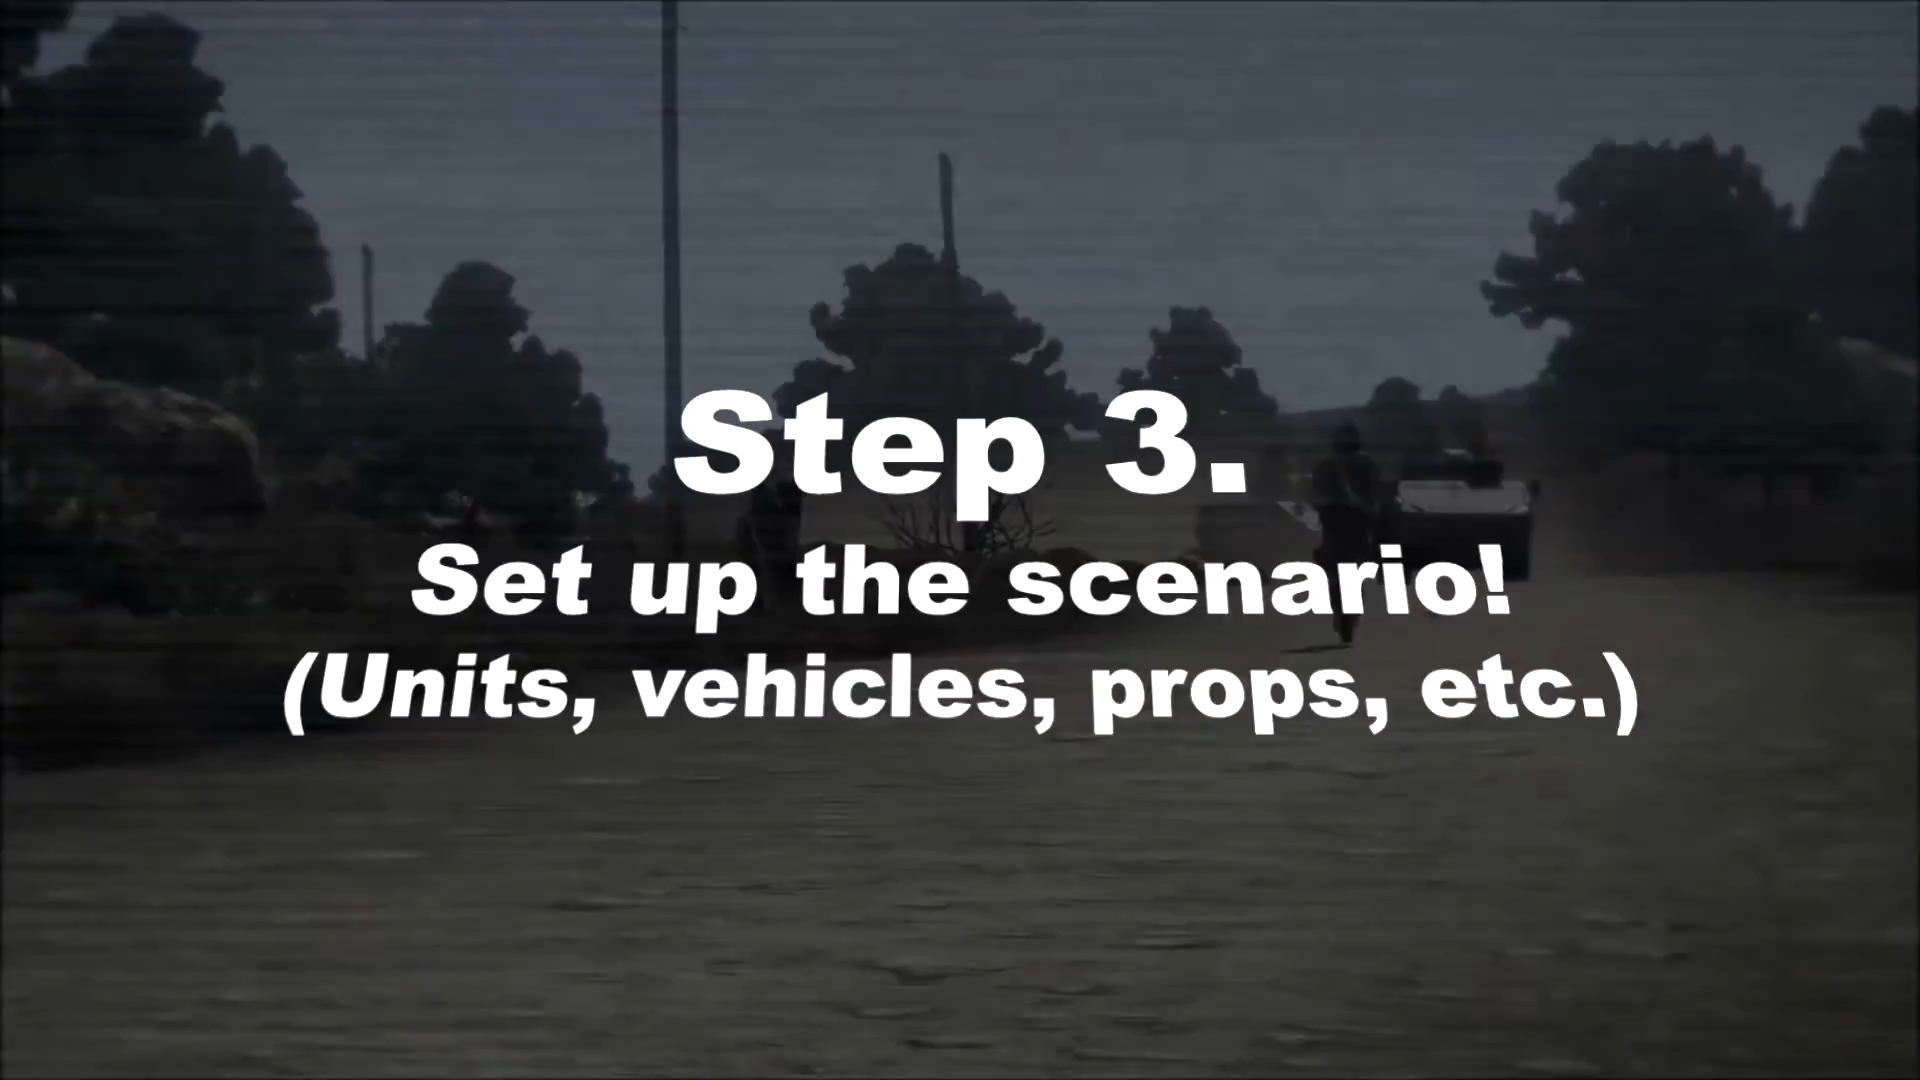 Step 3.
Set up the scenario!
(Units, vehicles, props, etc.)